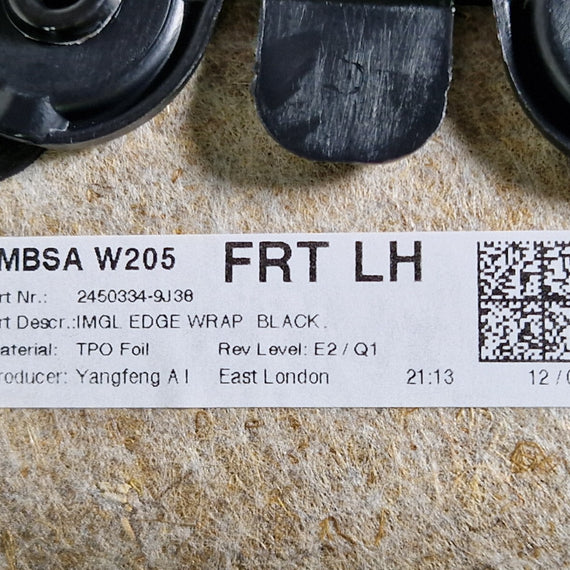 MBSA W205 FRT LH
rt Nr.: 2450334-9J38
rt Descr.:IMGL EDGE WRAP BLACK.
aterial: TPO Foil Rev Level: E2 / Q1
roducer: Yangfeng A I East London 21:13 12 / 0